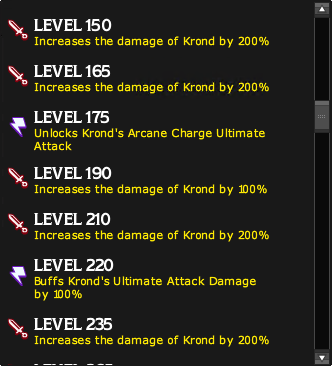 LEVEL 150
Increases the damage of Krond by 200%
LEVEL 165
Increases the damage of Krond by 200%
LEVEL 175
Unlocks Krond's Arcane Charge Ultimate
Attack
LEVEL 190
Increases the damage of Krond by 100%
LEVEL 210
Increases the damage of Krond by 200%
LEVEL 220
Buffs Krond's Ultimate Attack Damage
by 100%
LEVEL 235
Increases the damage of Krond by 200%